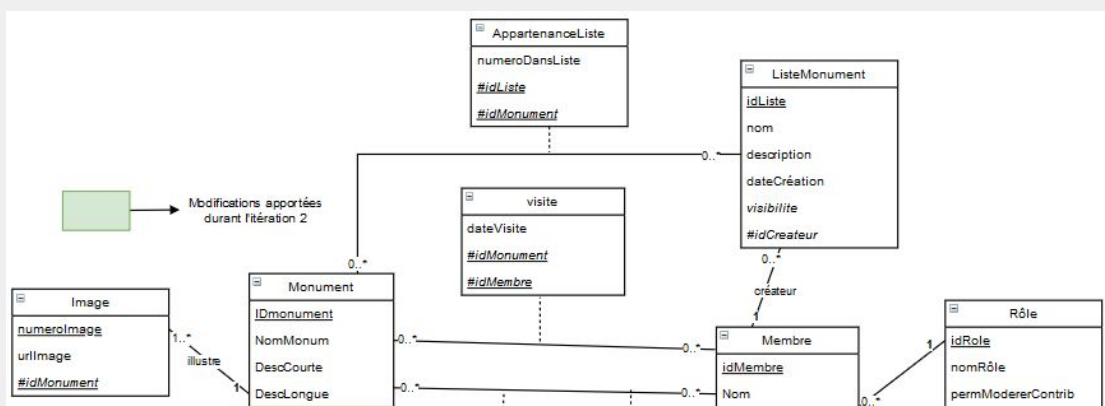 AppartenanceListe
numeroDansListe
#idListe
#idMonument
ListeMonument
idListe
nom
description
dateCréation
visibilite
#idCreateur
0..*
0..*
0..*
créateur
1
Modifications apportées
durant l'itération 2
visite
dateVisite
#idMonument
#idMembre
Image
numeroImage
urlImage
#idMonument
1..*
illustre
1
Monument
IDmonument
NomMonum
DescCourte
DescLongue
0..*
0..*
0..*
0..*
Membre
idMembre
Nom
1
0..*
Rôle
idRole
nomRôle
permModererContrib